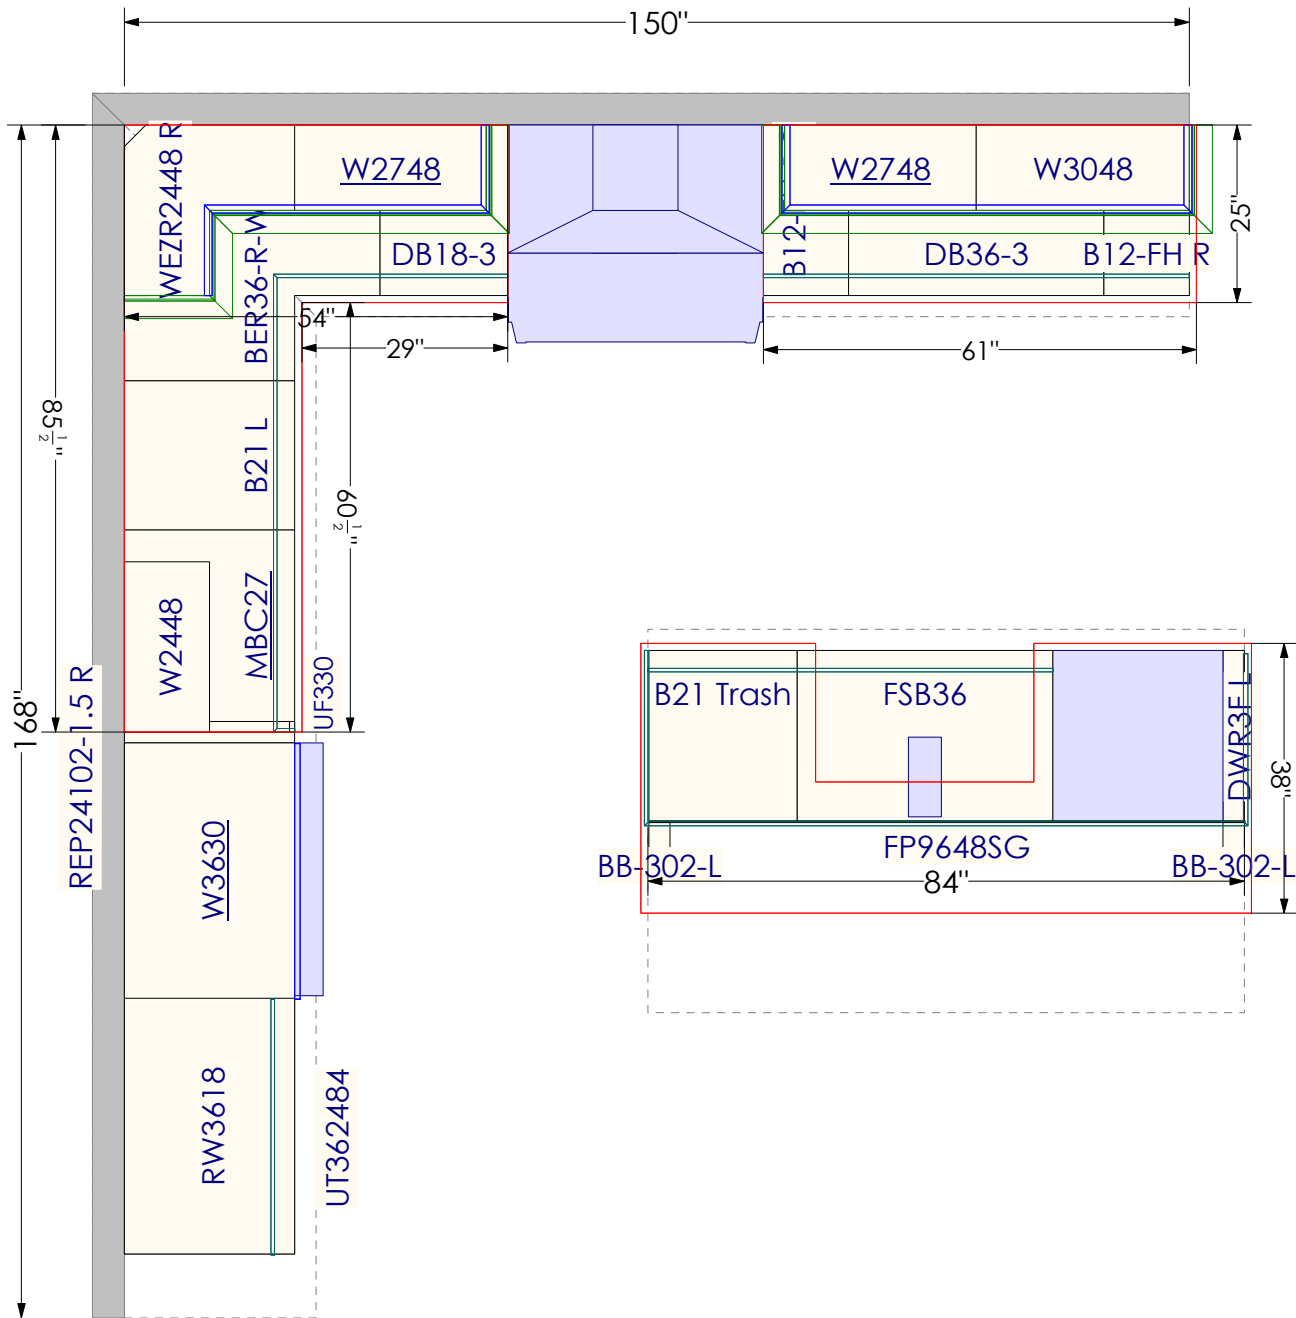 150"
WEZR2448 R
W2748
W2748
W3048
25"
BER36-R-W
DB18-3
B12-
DB36-3
B12-FH R
54"
29"
61"
85 1/2"
B21 L
60 1/2"
W2448
MBC27
UF330
REP24102-1.5 R
168"
B21 Trash
FSB36
DWR3F L
38"
W3630
FP9648SG
BB-302-L
BB-302-L
84"
RW3618
UT362484